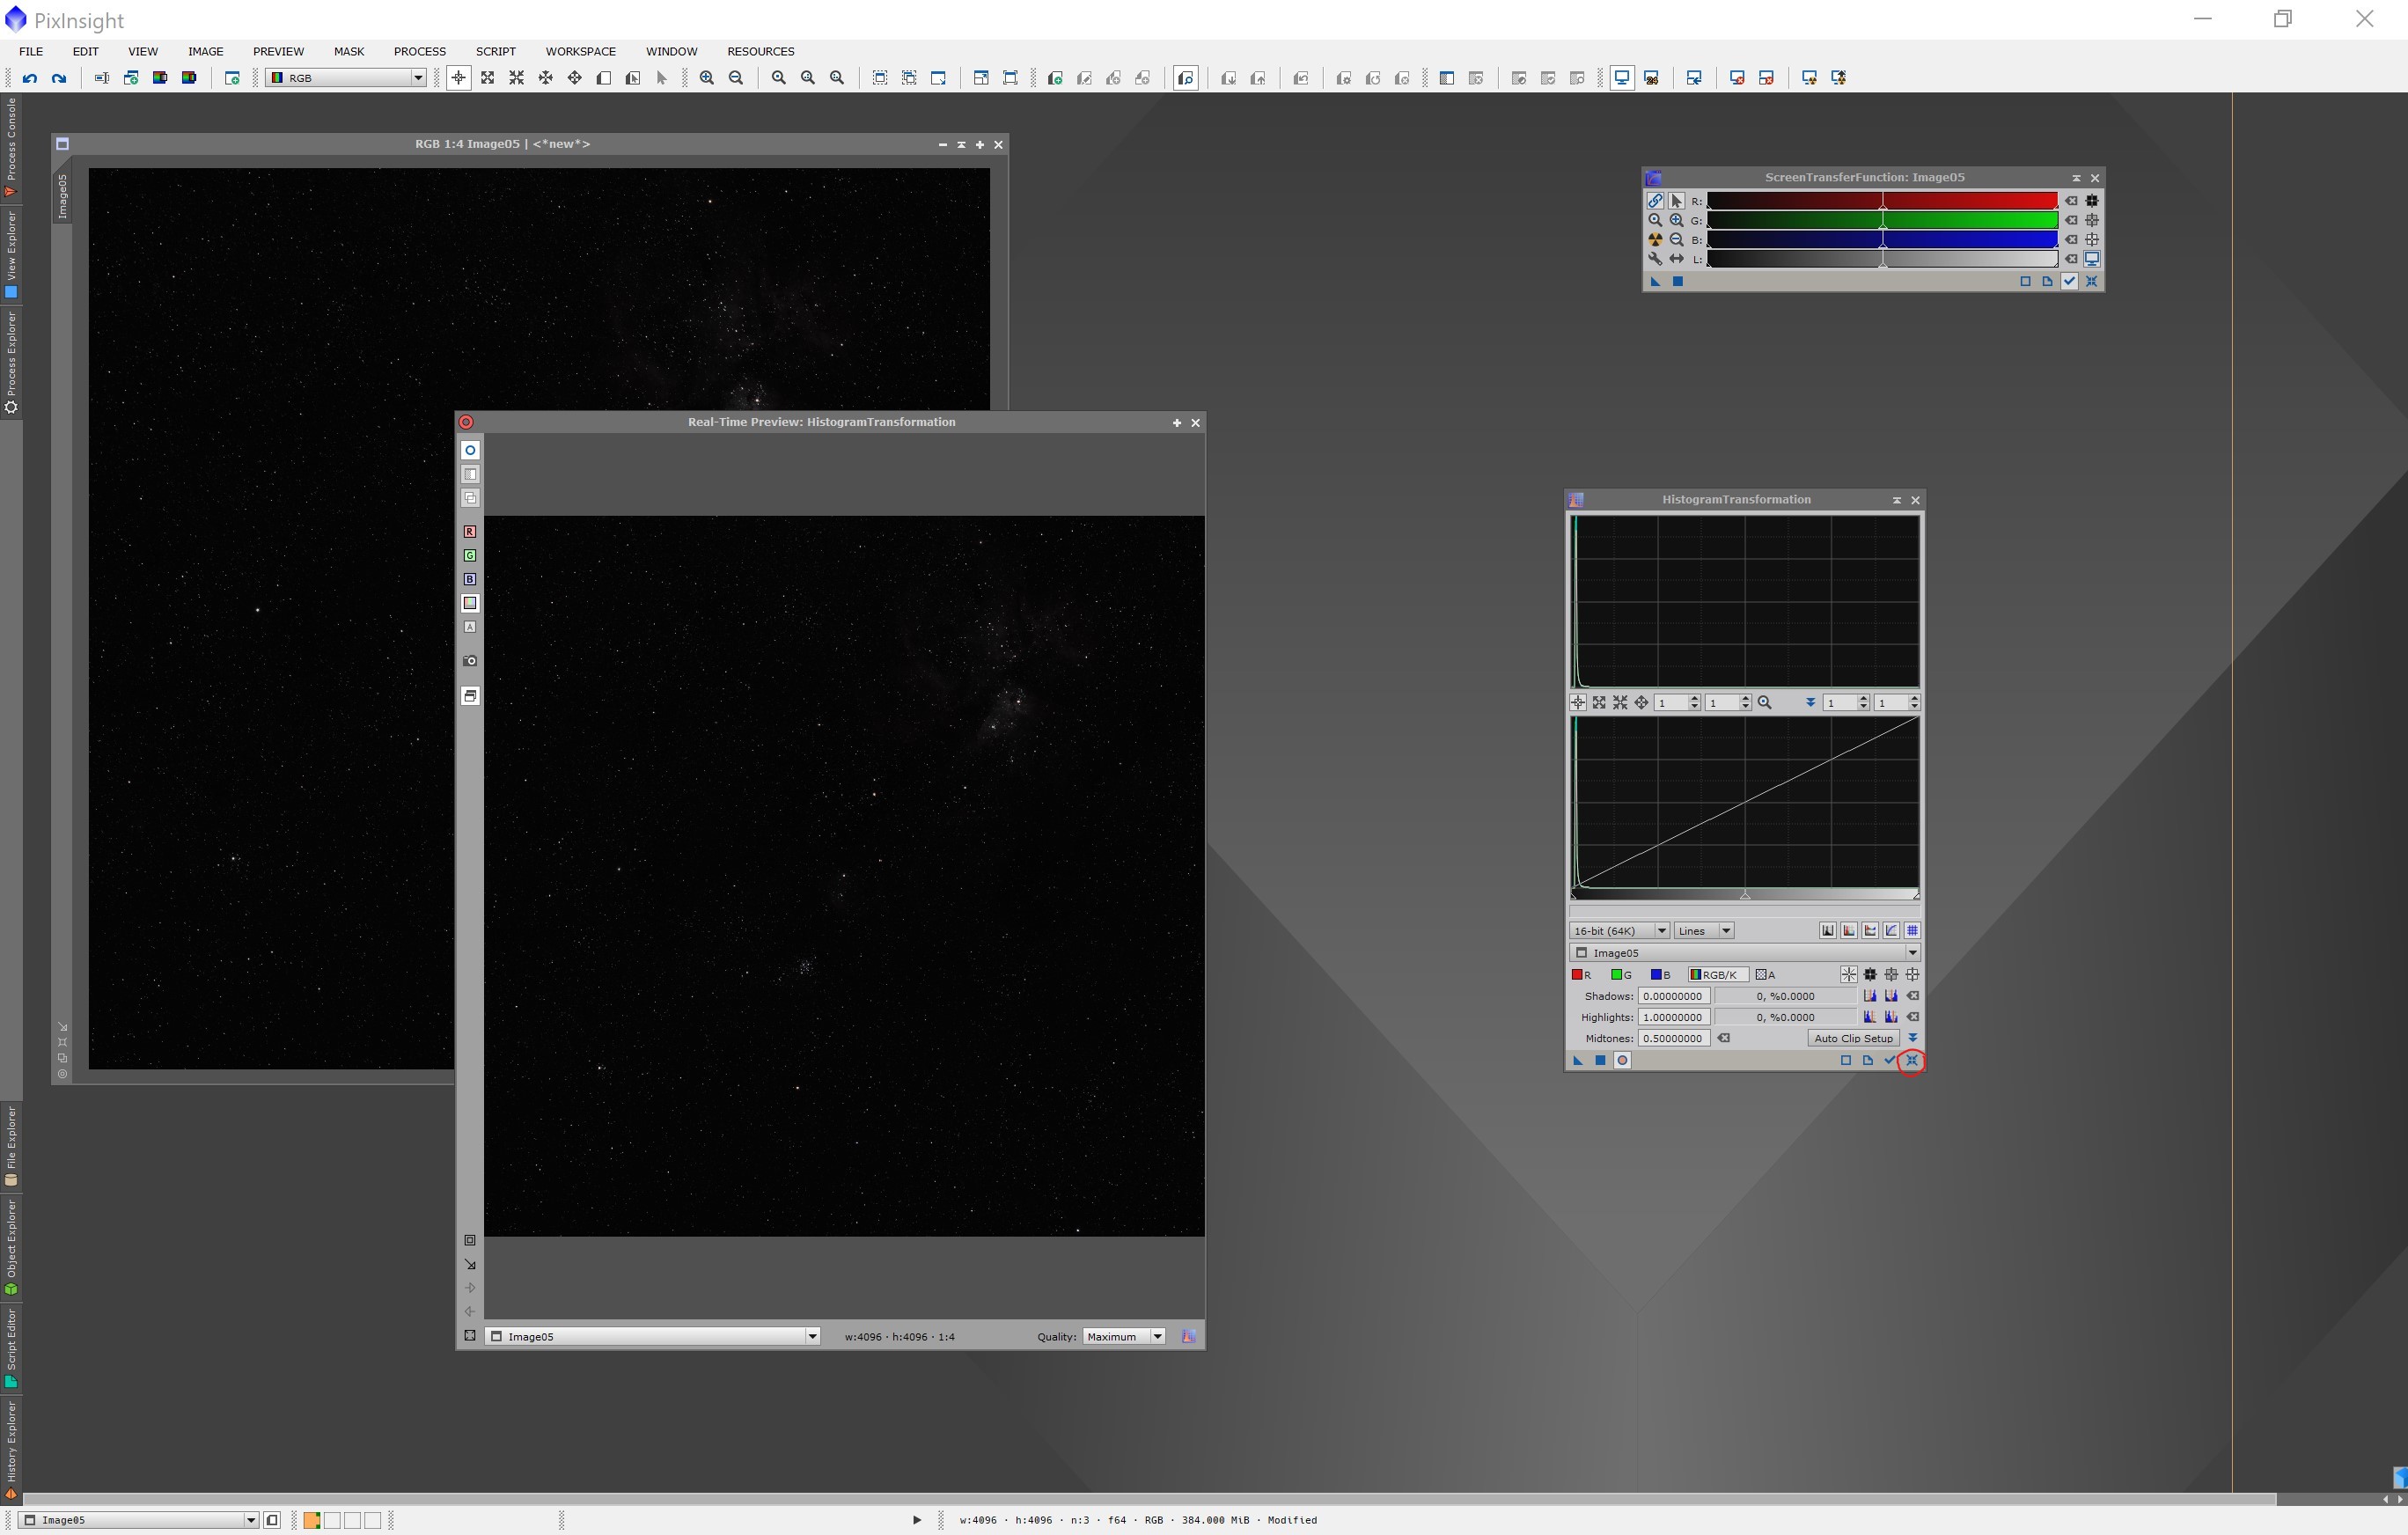 PixInsight
FILE EDIT VIEW IMAGE PREVIEW MASK PROCESS SCRIPT WORKSPACE WINDOW RESOURCES
RGB
Process Console
View Explorer
Process Explorer
RGB 1:4 Image05 | <*new*>
Image05
ScreenTransferFunction: Image05
R:
G:
B:
L:
Real-Time Preview: HistogramTransformation
R
G
B
A
Image05
w:4096 · h:4096 · 1:4
Quality: Maximum
HistogramTransformation
1 1 1 1
16-bit (64K) Lines
Image05
R G B RGB/K A
Shadows: 0.00000000 0, %0.0000
Highlights: 1.00000000 0, %0.0000
Midtones: 0.50000000 Auto Clip Setup
File Explorer
Object Explorer
Script Editor
History Explorer
Image05
w:4096 · h:4096 · n:3 · f64 · RGB · 384.000 MiB · Modified